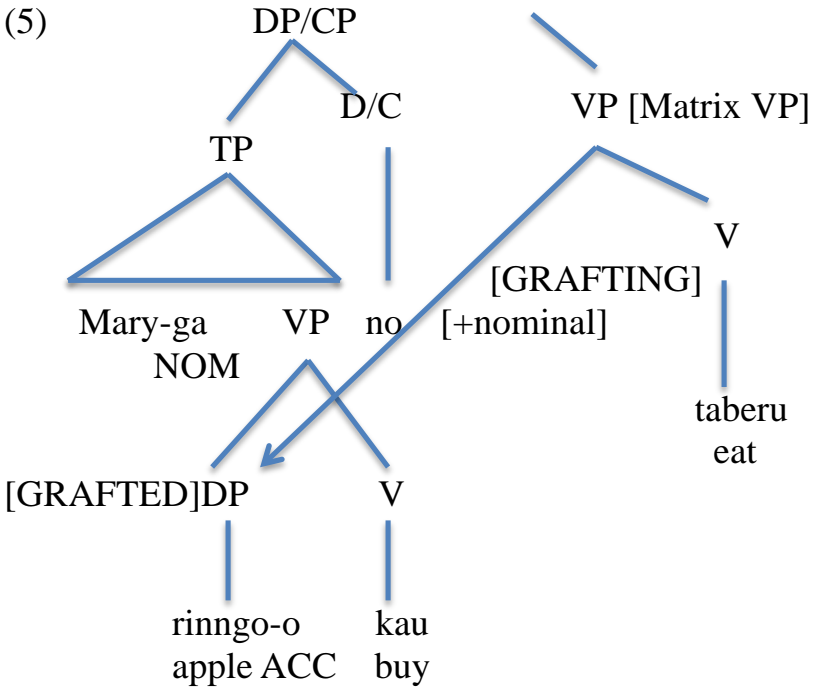 (5) DP/CP
D/C VP [Matrix VP]
TP
V
[GRAFTING]
Mary-ga VP no [+nominal]
NOM
taberu
eat
[GRAFTED]DP V
rinngo-o kau
apple ACC buy